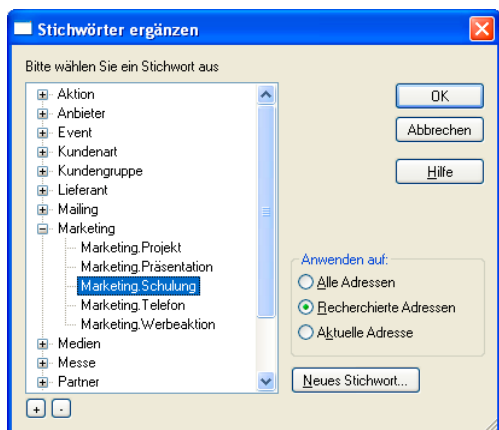 Stichwörter ergänzen
Bitte wählen Sie ein Stichwort aus
Aktion
Anbieter
Event
Kundenart
Kundengruppe
Lieferant
Mailing
Marketing
Marketing.Projekt
Marketing.Präsentation
Marketing.Schulung
Marketing.Telefon
Marketing.Werbeaktion
Medien
Messe
Partner
OK
Abbrechen
Hilfe
Anwenden auf:
Alle Adressen
Recherchierte Adressen
Aktuelle Adresse
Neues Stichwort...
+ -